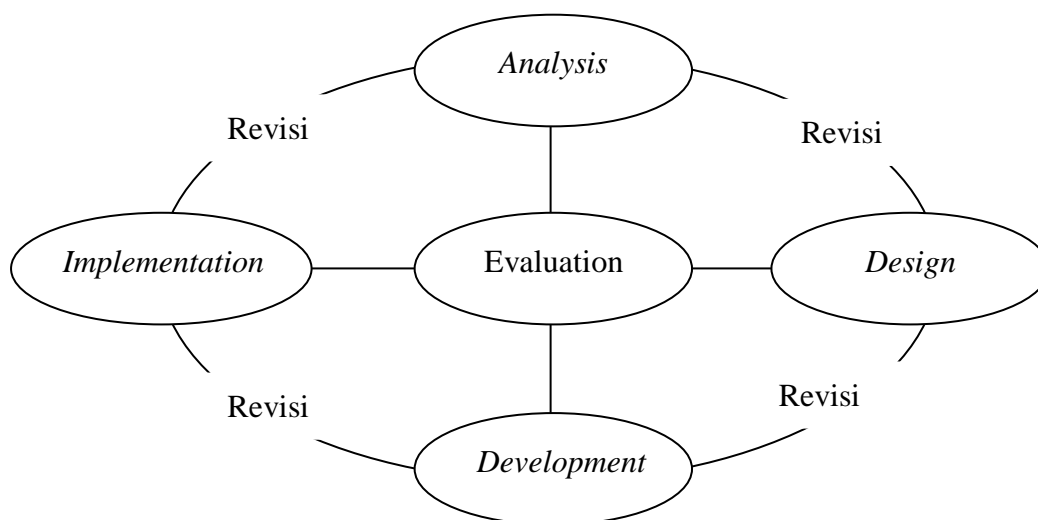 Analysis
Revisi
Revisi
Implementation
Evaluation
Design
Revisi
Revisi
Development